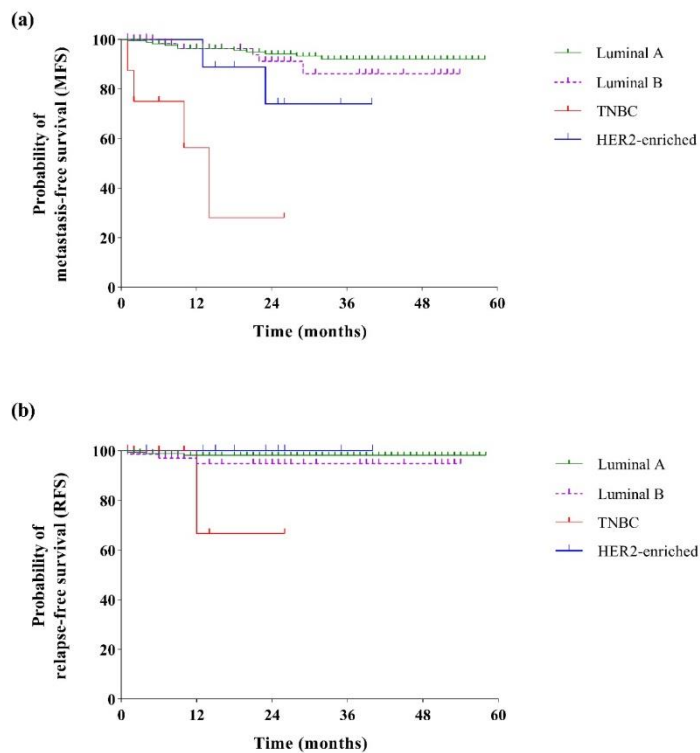 (a)
Probability of
metastasis-free survival (MFS)
100
80
60
40
20
0
0 12 24 36 48 60
Time (months)
Luminal A
Luminal B
TNBC
HER2-enriched
(b)
Probability of
relapse-free survival (RFS)
100
80
60
40
20
0
0 12 24 36 48 60
Time (months)
Luminal A
Luminal B
TNBC
HER2-enriched